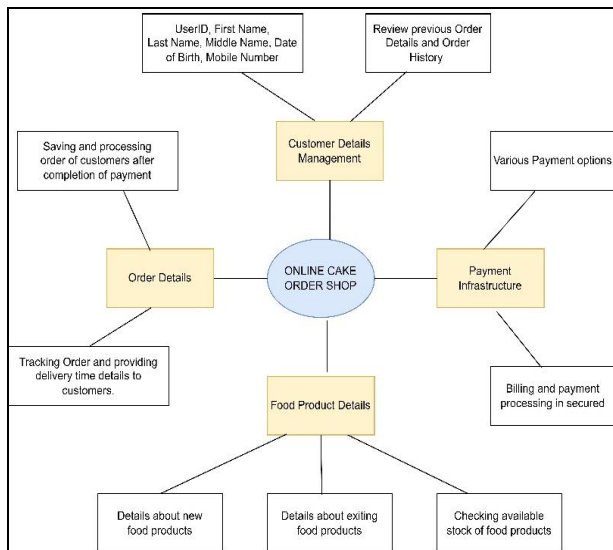 UserID, First Name,
Last Name, Middle Name, Date
of Birth, Mobile Number
Review previous Order
Details and Order
History
Customer Details
Management
Saving and processing
order of customers after
completion of payment
Various Payment options
Order Details
ONLINE CAKE
ORDER SHOP
Payment
Infrastructure
Tracking Order and providing
delivery time details to
customers.
Food Product Details
Billing and payment
processing in secured
Details about new
food products
Details about exiting
food products
Checking available
stock of food products